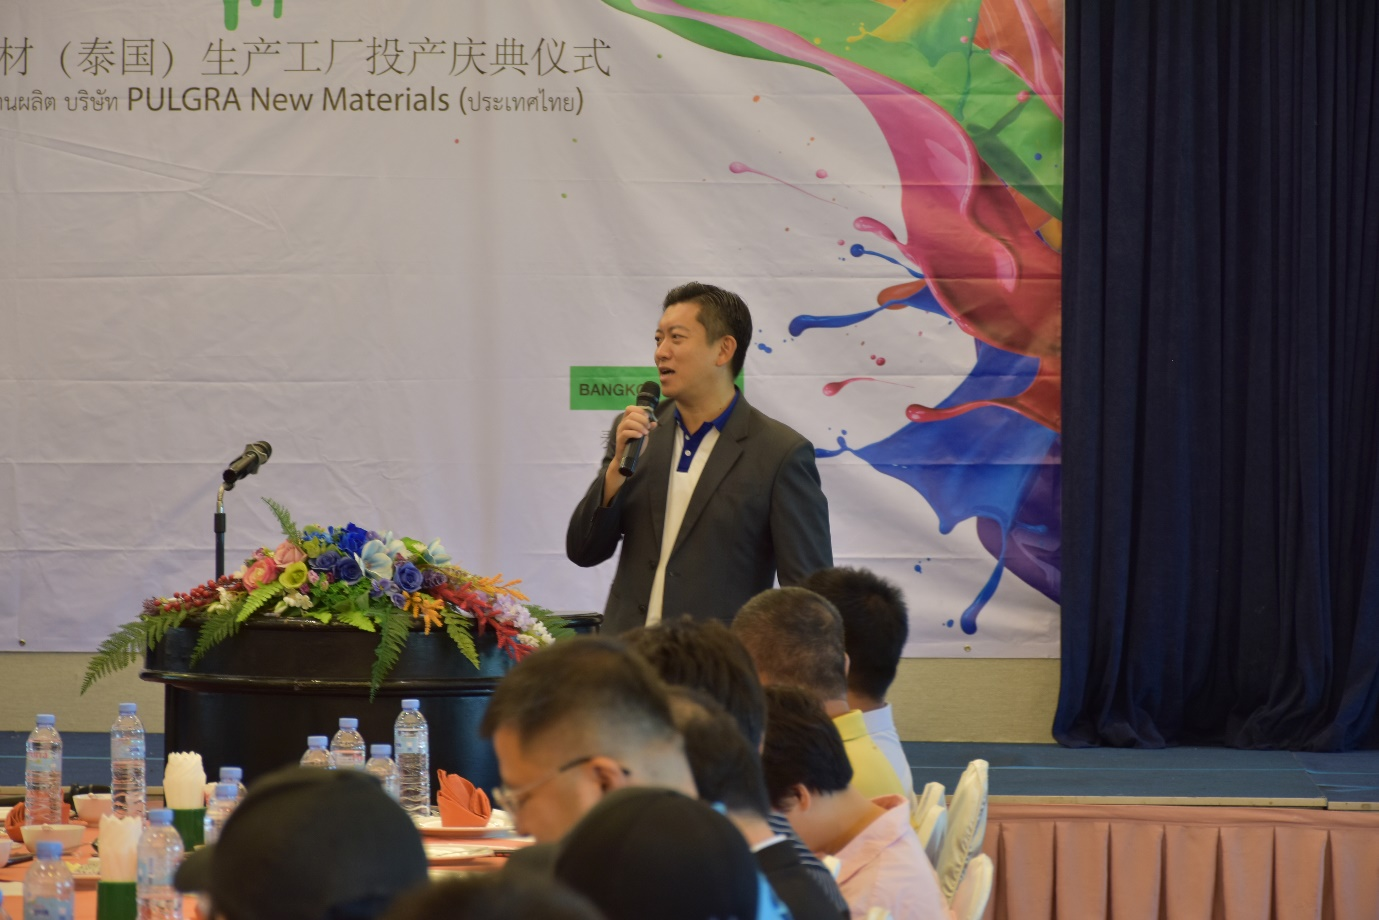 材（泰国）生产工厂投产庆典仪式
ผลิต บริษัท PULGRA New Materials (ประเทศไทย)
BANGKO